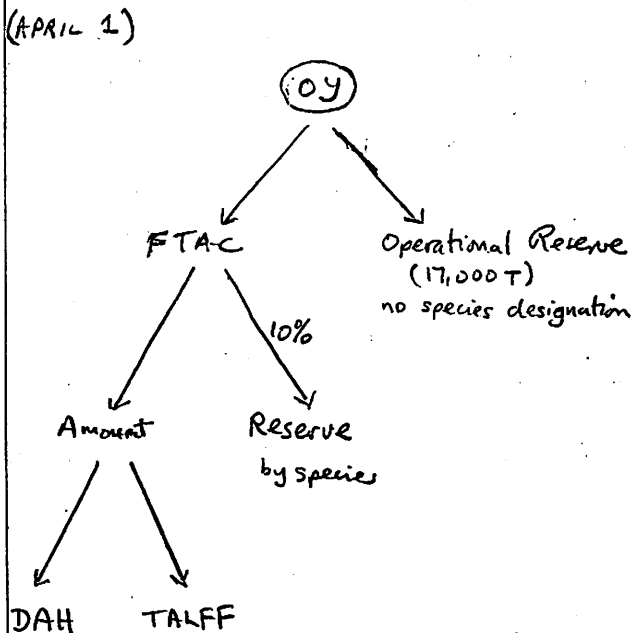 (APRIL 1)
OY
FTAC
Operational Reserve
(17,000 T)
no species designation
10%
Amount
Reserve
by species
DAH
TALFF